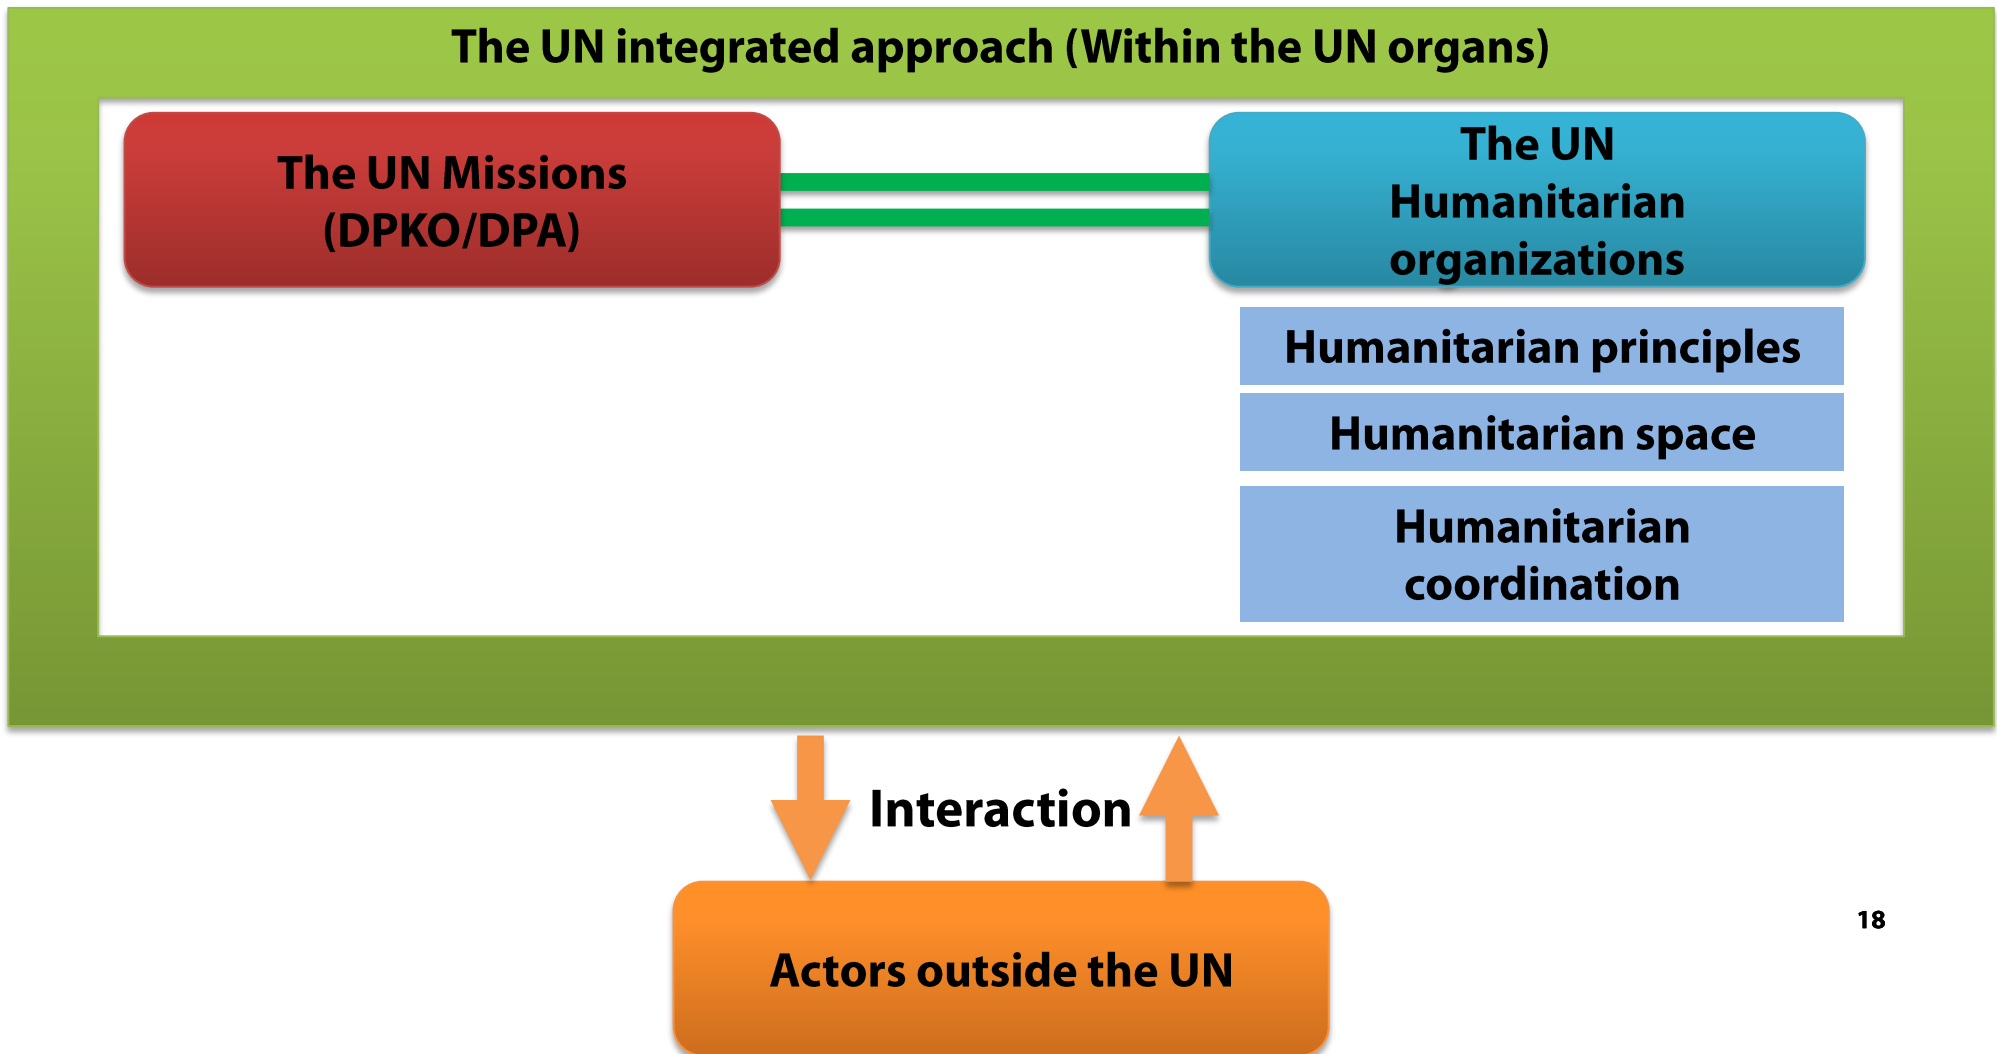 The UN integrated approach (Within the UN organs)
The UN Missions
(DPKO/DPA)
The UN
Humanitarian
organizations
Humanitarian principles
Humanitarian space
Humanitarian
coordination
Interaction
Actors outside the UN
18